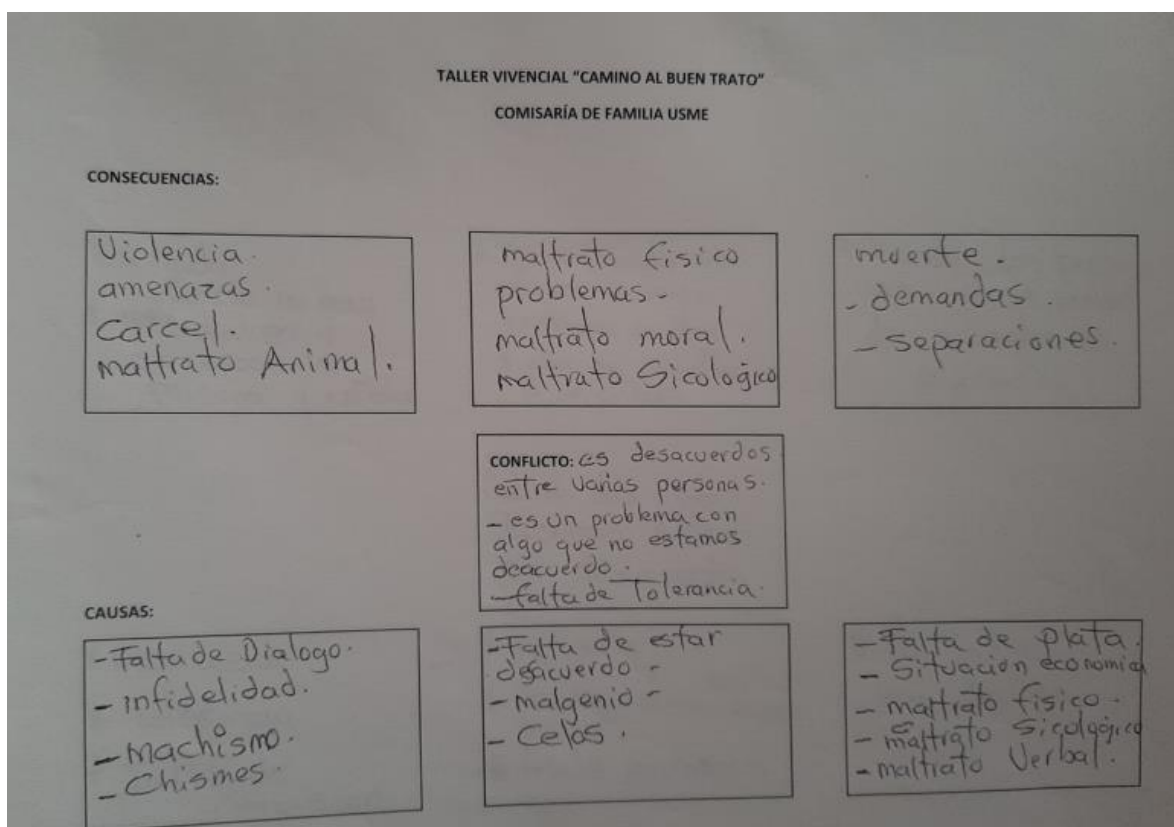 TALLER VIVENCIAL "CAMINO AL BUEN TRATO"
COMISARÍA DE FAMILIA USME
CONSECUENCIAS:
Violencia.
amenazas.
Carcel.
maltrato Animal.
maltrato fisico
problemas-
maltrato moral.
maltrato Sicologico
muerte.
- demandas.
- separaciones.
CONFLICTO: es desacuerdos
entre varias personas.
- es un problema con
algo que no estamos
deacuerdo.
- falta de Tolerancia.
CAUSAS:
- Falta de Dialogo.
- infidelidad.
- machismo.
- Chismes.
- Falta de estar
desacuerdo -
- malgenio -
- Celos.
- Falta de plata.
- Situacion economica
- maltrato fisico.
- maltrato Sicologico
- maltrato Verbal.